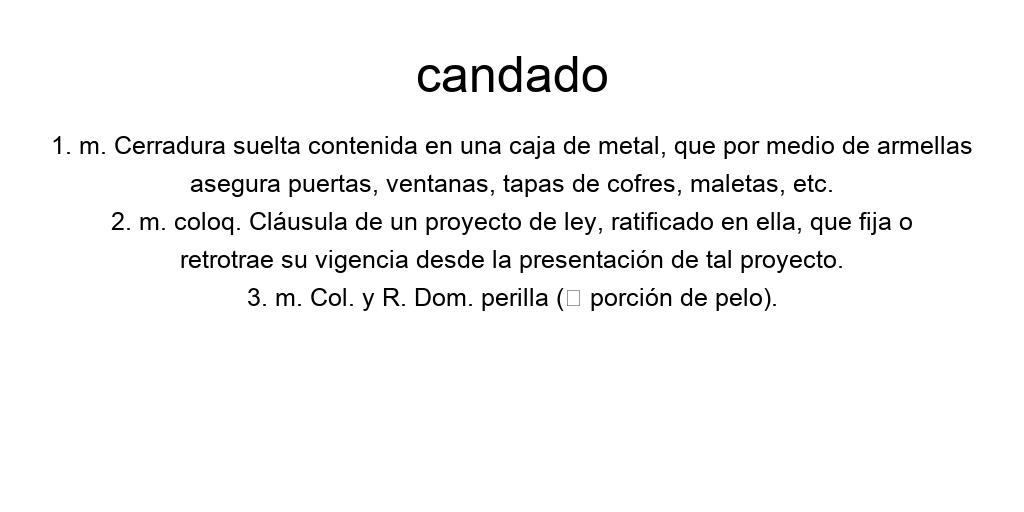 candado
1. m. Cerradura suelta contenida en una caja de metal, que por medio de armellas
asegura puertas, ventanas, tapas de cofres, maletas, etc.
2. m. coloq. Cláusula de un proyecto de ley, ratificado en ella, que fija o
retrotrae su vigencia desde la presentación de tal proyecto.
3. m. Col. y R. Dom. perilla (□ porción de pelo).